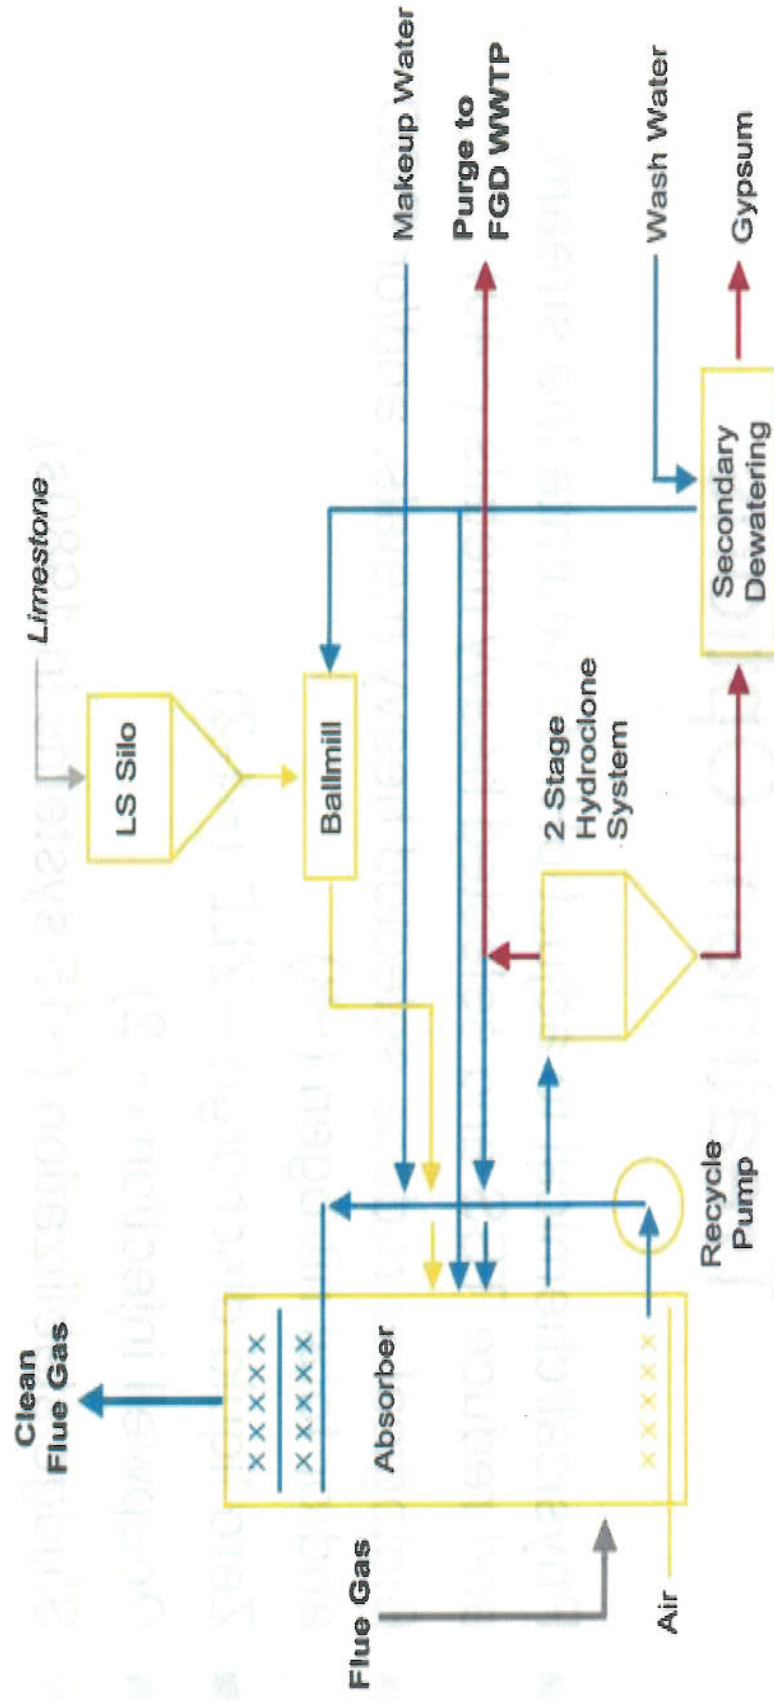 Clean
Flue Gas
Flue Gas
Air
x x x x x
x x x x x
Absorber
x x x x x
Recycle
Pump
Limestone
LS Silo
Ballmill
2-Stage
Hydroclone
System
Makeup Water
Purge to
FGD WWTP
Wash Water
Secondary
Dewatering
Gypsum